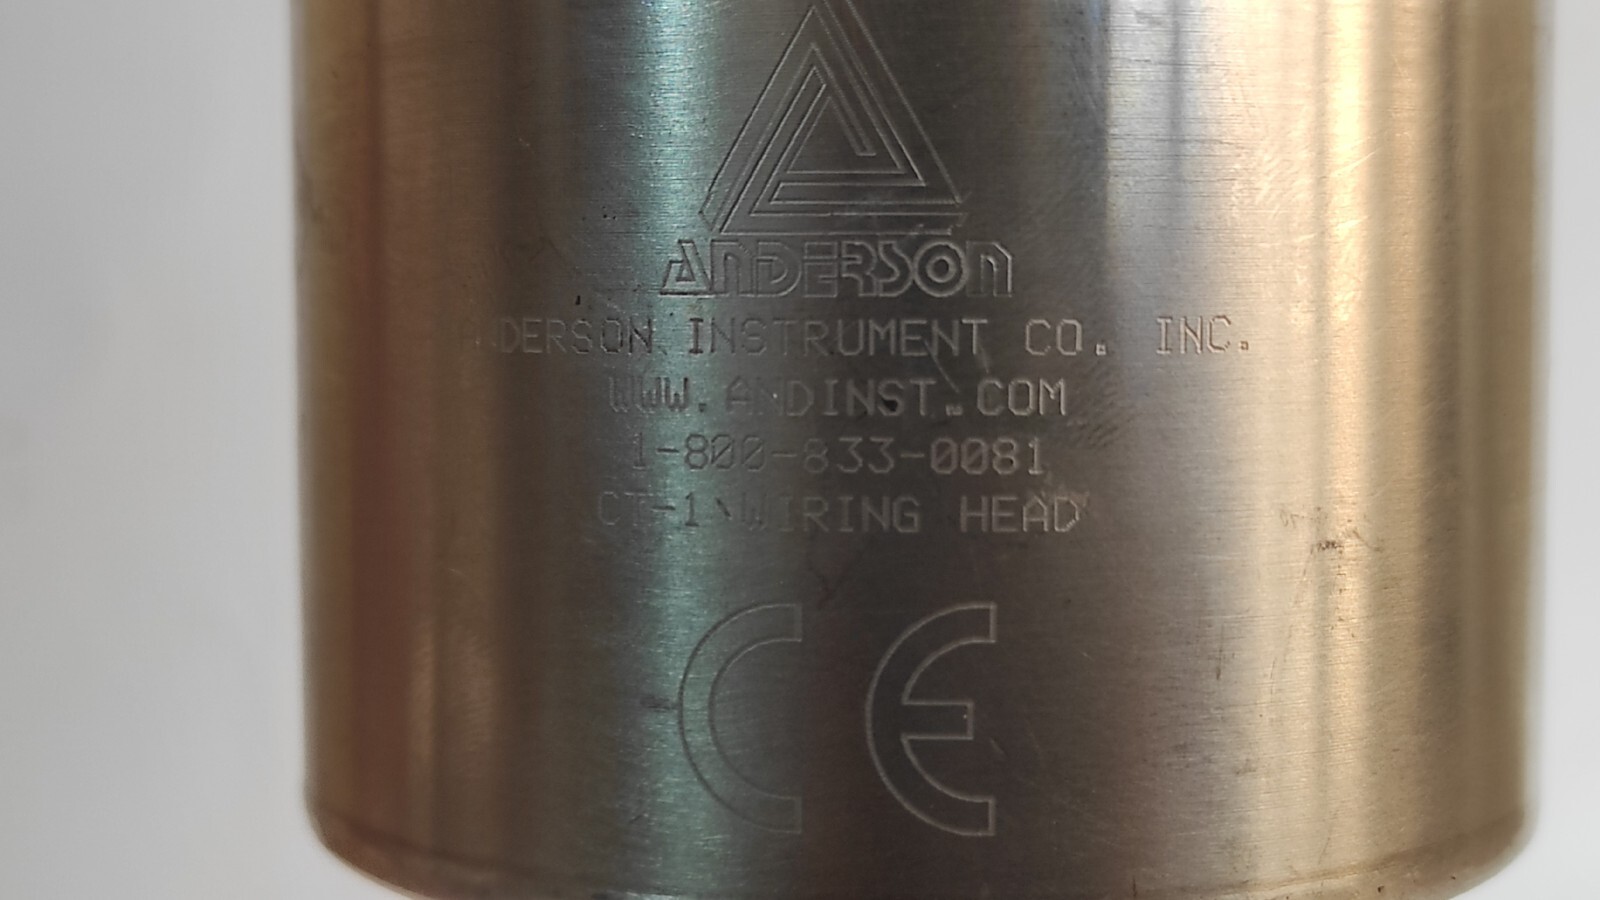 ANDERSON
ANDERSON INSTRUMENT CO. INC.
WWW.ANDINST.COM
1-800-833-0081
CT-1\WIRING HEAD
CE